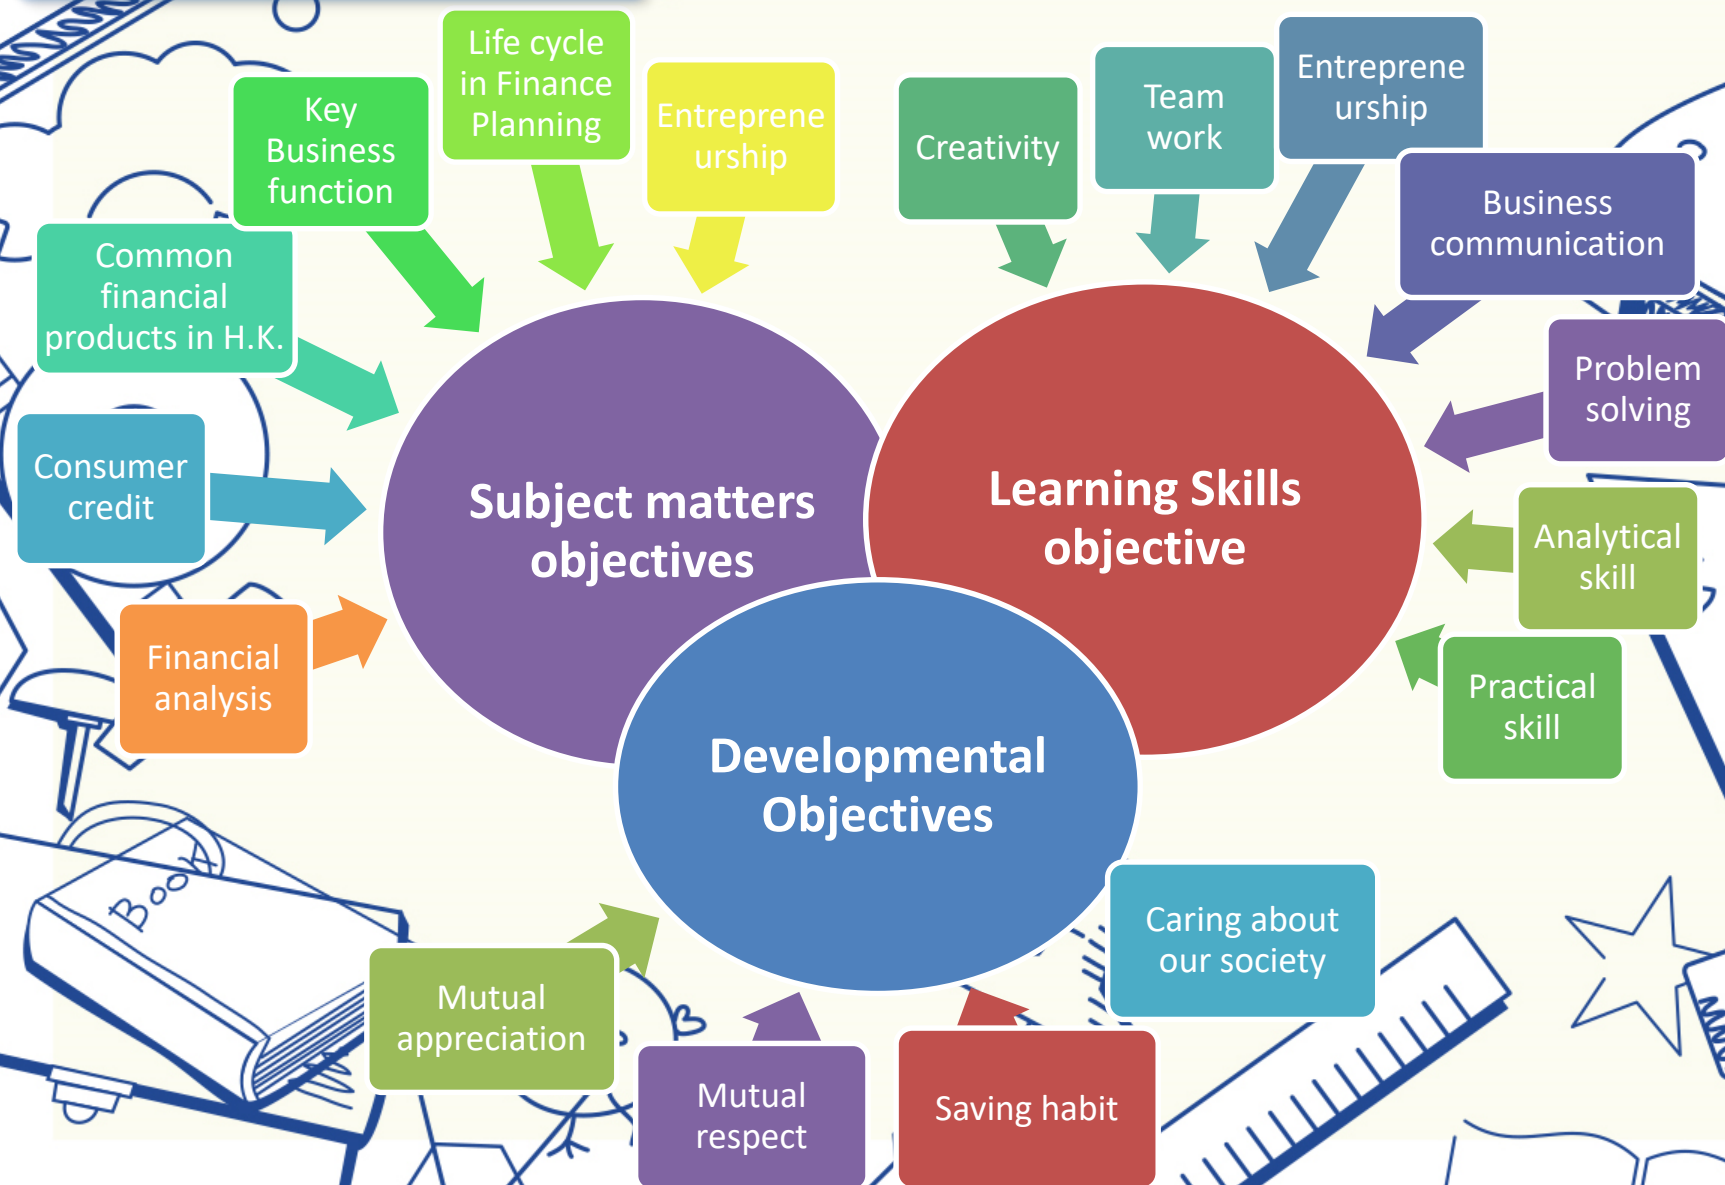 Life cycle
in Finance
Planning
Key
Business
function
Entreprene
urship
Common
financial
products in H.K.
Consumer
credit
Financial
analysis
Subject matters
objectives
Creativity
Team
work
Entreprene
urship
Business
communication
Problem
solving
Analytical
skill
Practical
skill
Learning Skills
objective
Developmental
Objectives
Caring about
our society
Mutual
appreciation
Mutual
respect
Saving habit
Book